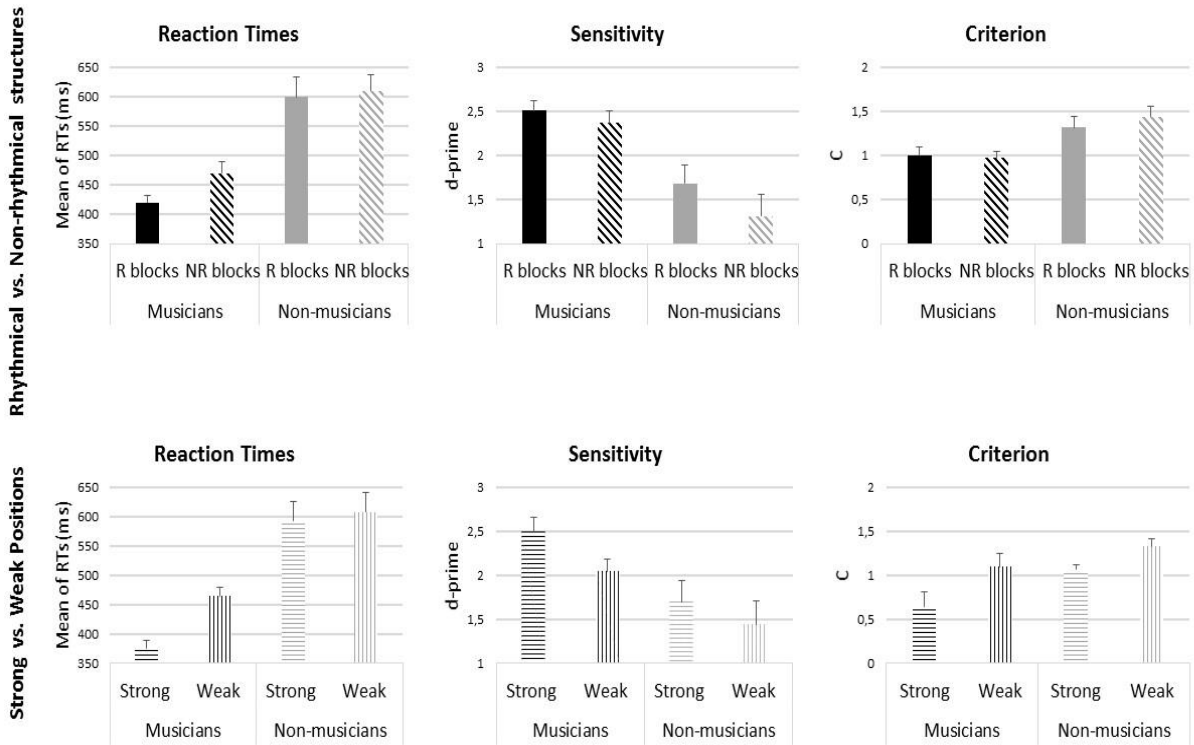 Rhythmical vs. Non-rhythmical structures
Reaction Times
Mean of RTs (ms)
650
600
550
500
450
400
350
R blocks NR blocks R blocks NR blocks
Musicians Non-musicians
Sensitivity
d-prime
3
2,5
2
1,5
1
R blocks NR blocks R blocks NR blocks
Musicians Non-musicians
Criterion
C
2
1,5
1
0,5
0
R blocks NR blocks R blocks NR blocks
Musicians Non-musicians
Strong vs. Weak Positions
Reaction Times
Mean of RTs (ms)
650
600
550
500
450
400
350
Strong Weak Strong Weak
Musicians Non-musicians
Sensitivity
d-prime
3
2,5
2
1,5
1
Strong Weak Strong Weak
Musicians Non-musicians
Criterion
C
2
1,5
1
0,5
0
Strong Weak Strong Weak
Musicians Non-musicians